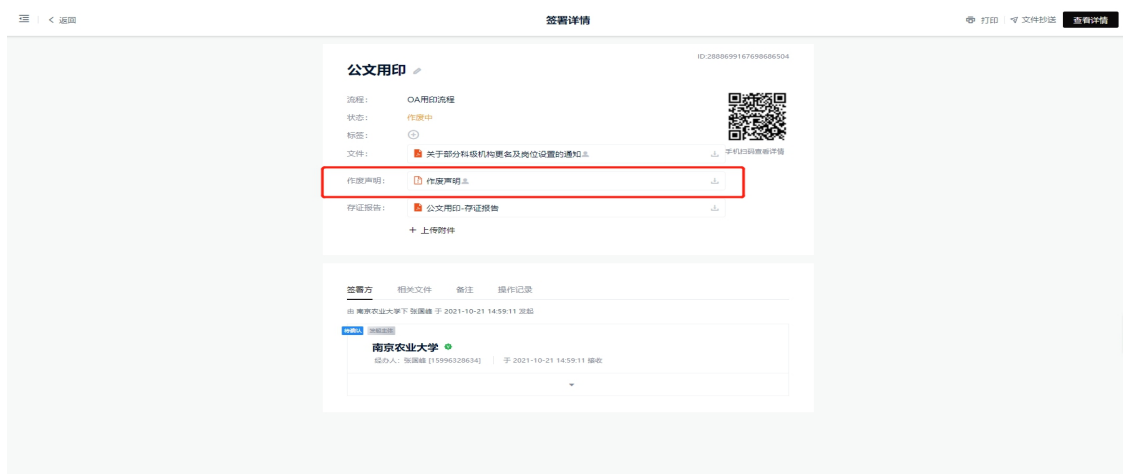 返回
签署详情
打印
文件抄送
查看详情
ID:2888699167698686504
公文用印
流程: OA用印流程
状态: 作废中
标签:
文件: 关于部分科级机构更名及岗位设置的通知
手机扫码查看详情
作废声明: 作废声明
存证报告: 公文用印-存证报告
+ 上传附件
签署方 相关文件 备注 操作记录
由 南京农业大学下 张国峰 于 2021-10-21 14:59:11 发起
待确认
南京农业大学
经办人: 张国峰 [15996328634] 于 2021-10-21 14:59:11 接收